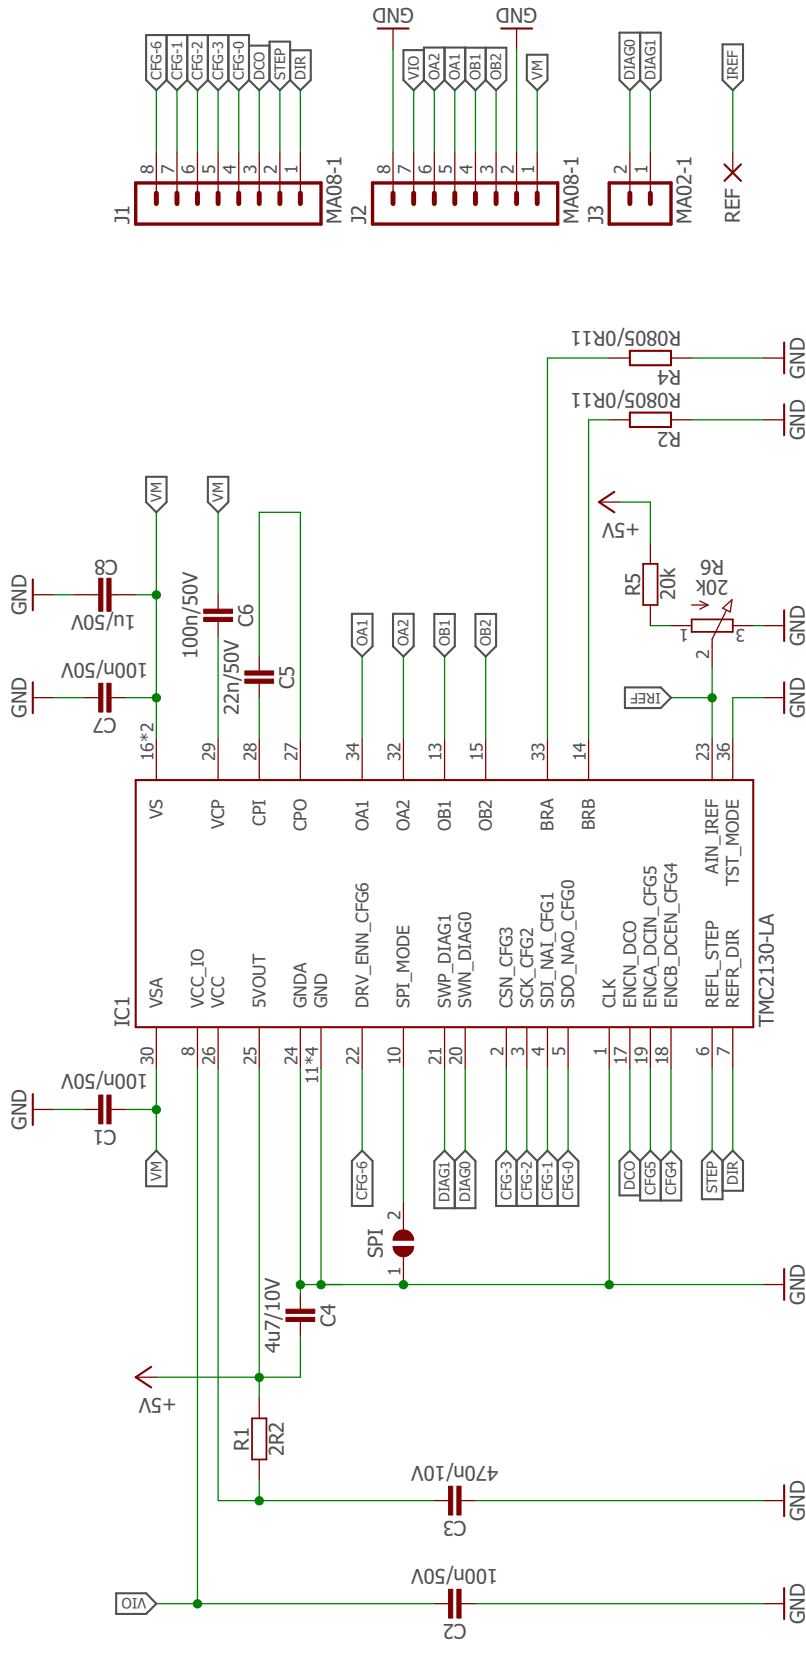 J1
CFG-6
CFG-1
CFG-2
CFG-3
CFG-0
DCO
STEP
DIR
8
7
6
5
4
3
2
1
MA08-1
J2
GND
VIO
OA2
OA1
OB1
OB2
GND
VM
8
7
6
5
4
3
2
1
MA08-1
J3
DIAG0
DIAG1
2
1
MA02-1
REF
IREF
R0805/0R11
R4
GND
R0805/0R11
R2
GND
+5V
R5
20k
R6
20k
1
2
3
GND
IREF
GND
VM
GND
C8
1u/50V
GND
C7
100n/50V
VM
C6
100n/50V
C5
22n/50V
OA1
OA2
OB1
OB2
16*2
29
28
27
34
32
13
15
33
14
23
36
VS
VCP
CPI
CPO
OA1
OA2
OB1
OB2
BRA
BRB
AIN_IREF
TST_MODE
IC1
TMC2130-LA
VSA
VCC_IO
VCC
5VOUT
GNDA
GND
DRV_ENN_CFG6
SPI_MODE
SWP_DIAG1
SWN_DIAG0
CSN_CFG3
SCK_CFG2
SDI_NAI_CFG1
SDO_NAO_CFG0
CLK
ENCN_DCO
ENCA_DCIN_CFG5
ENCB_DCEN_CFG4
REFL_STEP
REFR_DIR
30
8
26
25
24
11*4
22
10
21
20
2
3
4
5
1
17
19
18
6
7
GND
C1
100n/50V
VM
CFG-6
DIAG1
DIAG0
CFG-3
CFG-2
CFG-1
CFG-0
DCO
CFG5
CFG4
STEP
DIR
SPI
1
2
GND
4u7/10V
C4
+5V
R1
2R2
470n/10V
C3
GND
VIO
100n/50V
C2
GND